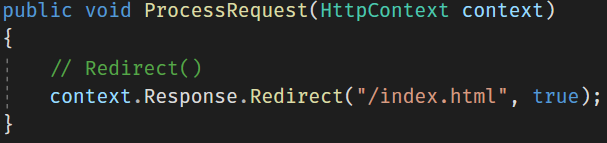 public void ProcessRequest(HttpContext context)
{
    // Redirect()
    context.Response.Redirect("/index.html", true);
}